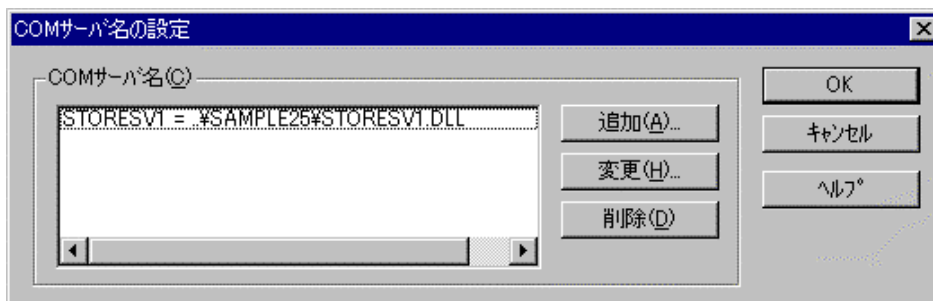 COMサーバ名の設定
COMサーバ名(C)
STORESV1 = ..¥SAMPLE25¥STORESV1.DLL
追加(A)...
変更(H)...
削除(D)
OK
キャンセル
ヘルプ